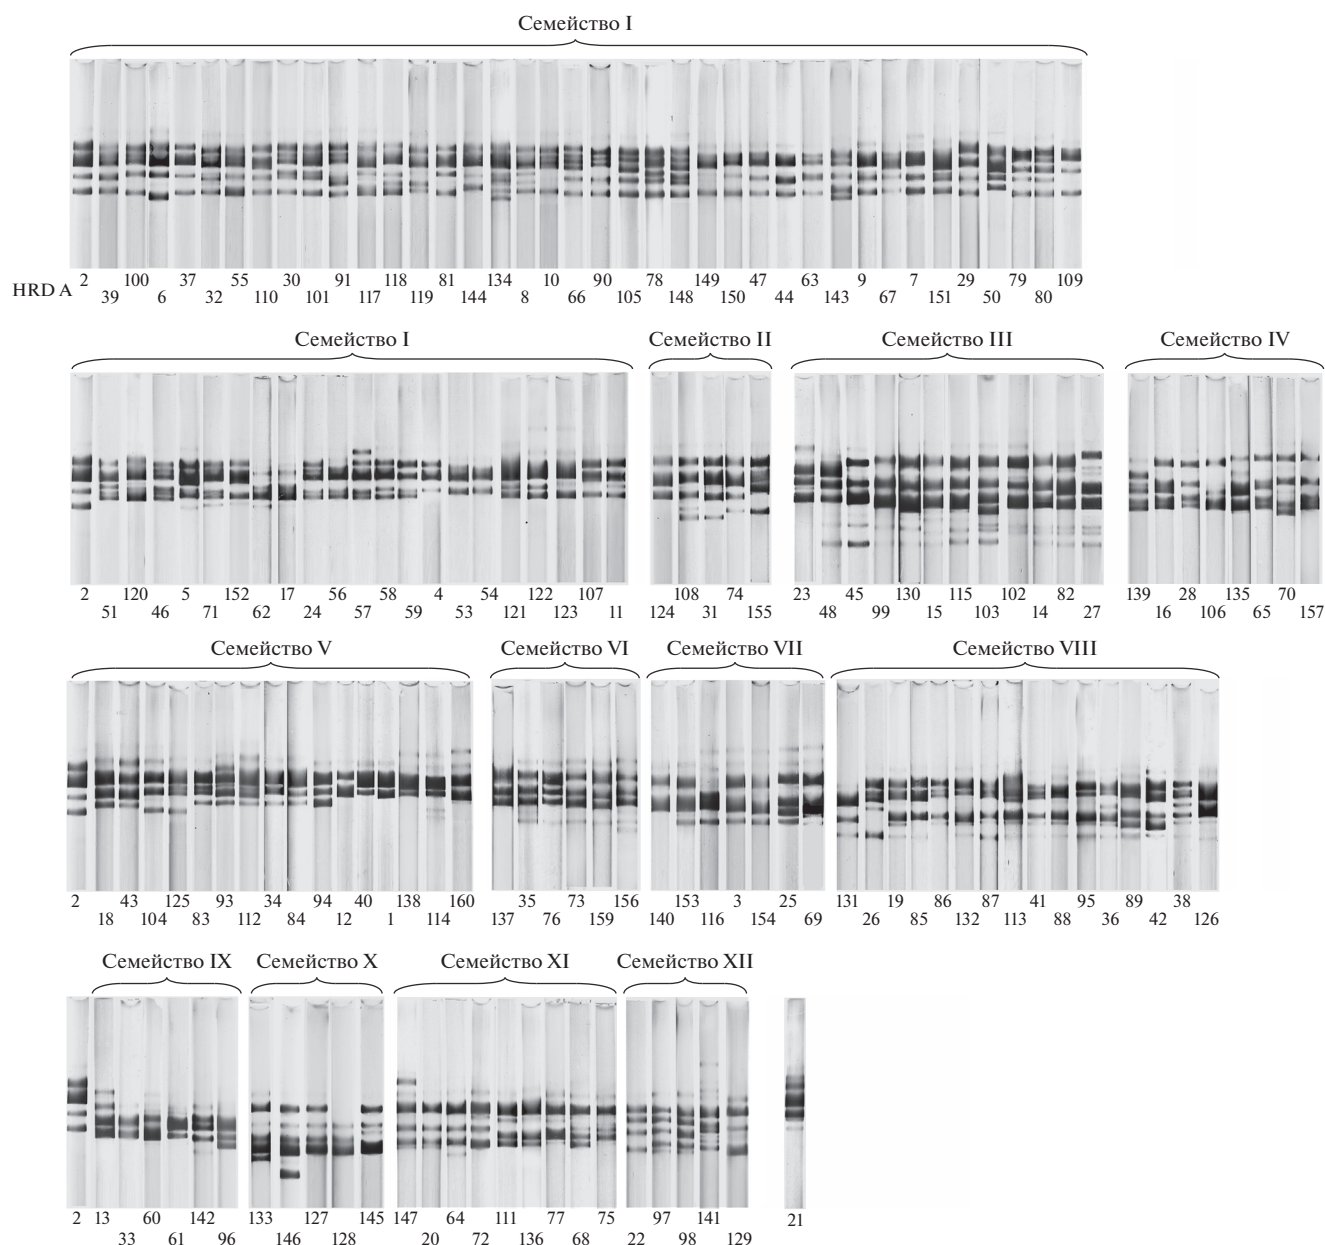 Семейство I
HRD A
2 100 37 55 30 91 118 81 134 10 90 78 149 47 63 9 7 29 79 109
39 6 32 110 101 117 119 144 8 66 105 148 150 44 143 67 151 50 80
Семейство I Семейство II Семейство III Семейство IV
2 120 5 152 17 56 58 4 54 122 107 108 74 23 45 130 115 102 82 139 28 135 70
51 46 71 62 24 57 59 53 121 123 11 124 31 155 48 99 15 103 14 27 16 106 65 157
Семейство V Семейство VI Семейство VII Семейство VIII
2 43 125 93 34 94 40 138 160 35 73 156 153 3 25 131 19 86 87 41 95 89 38
18 104 83 112 84 12 1 114 137 76 159 140 116 154 69 26 85 132 113 88 36 42 126
Семейство IX Семейство X Семейство XI Семейство XII
2 13 60 142 133 127 145 147 64 111 77 75 97 141 21
33 61 96 146 128 20 72 136 68 22 98 129